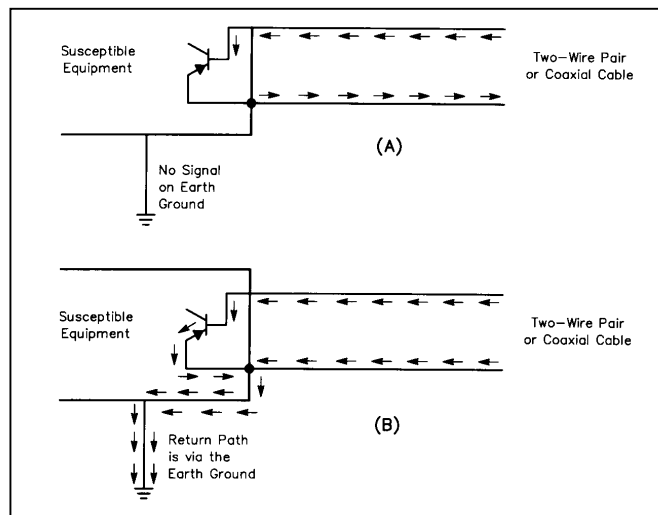 Susceptible
Equipment
Two-Wire Pair
or Coaxial Cable
(A)
No Signal
on Earth
Ground
Susceptible
Equipment
Two-Wire Pair
or Coaxial Cable
(B)
Return Path
is via the
Earth Ground